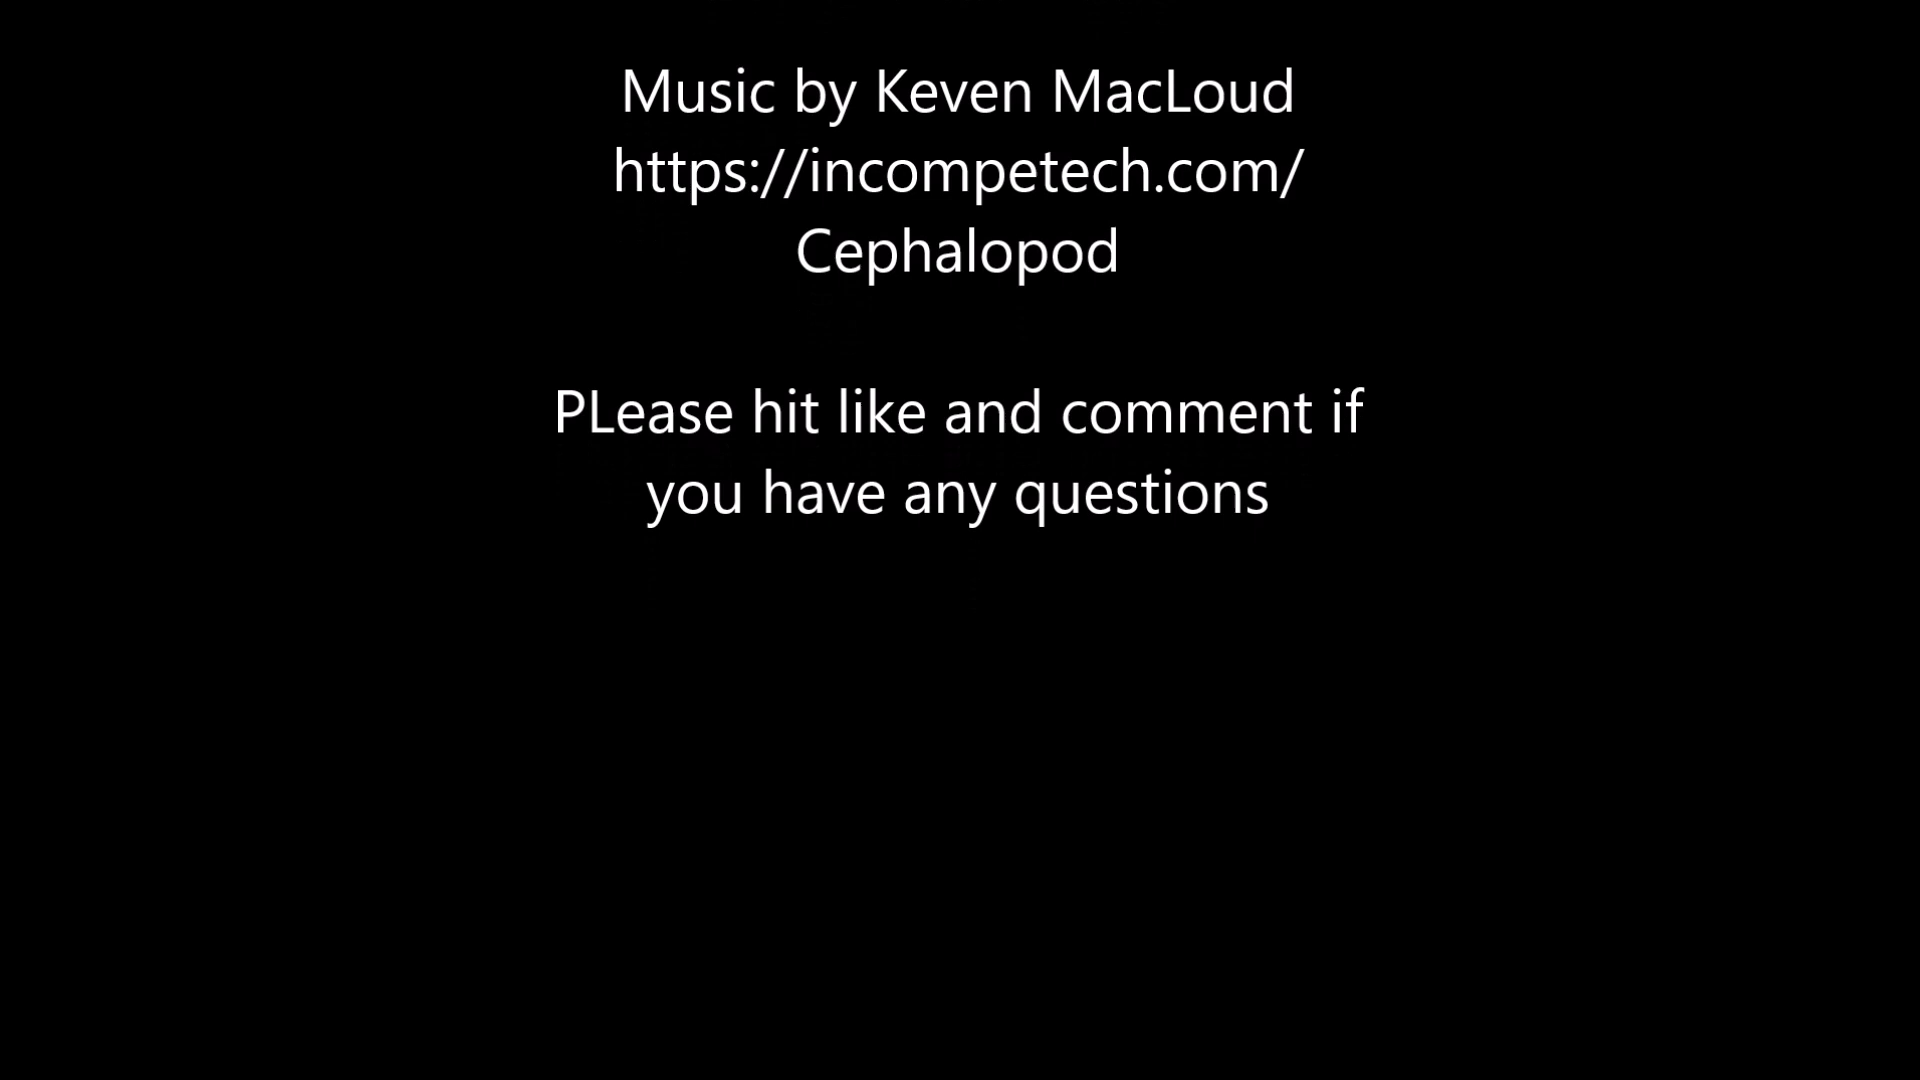 Music by Keven MacLoud
https://incompetech.com/
Cephalopod
PLease hit like and comment if
you have any questions